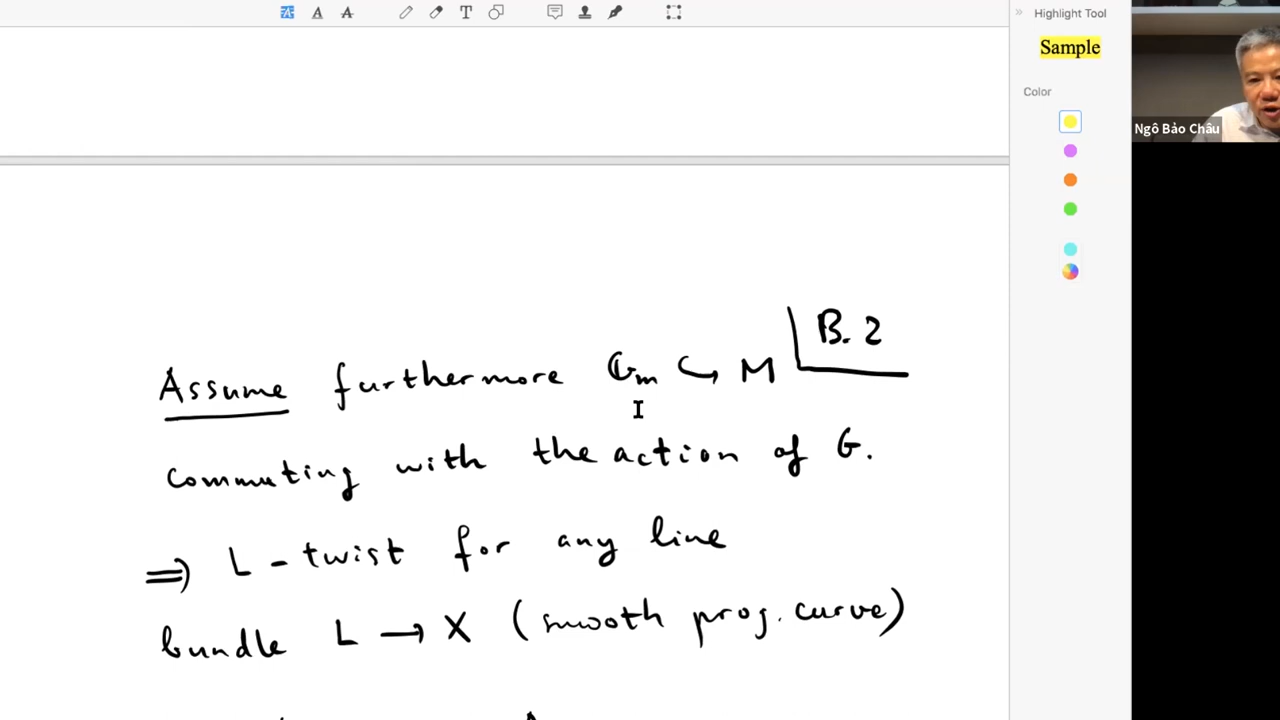 Highlight Tool
Sample
Color
Ngô Bảo Châu
B. 2
Assume furthermore Gm ↪ M
commuting with the action of G.
⟹ L-twist for any line
bundle L → X (smooth proj. curve)